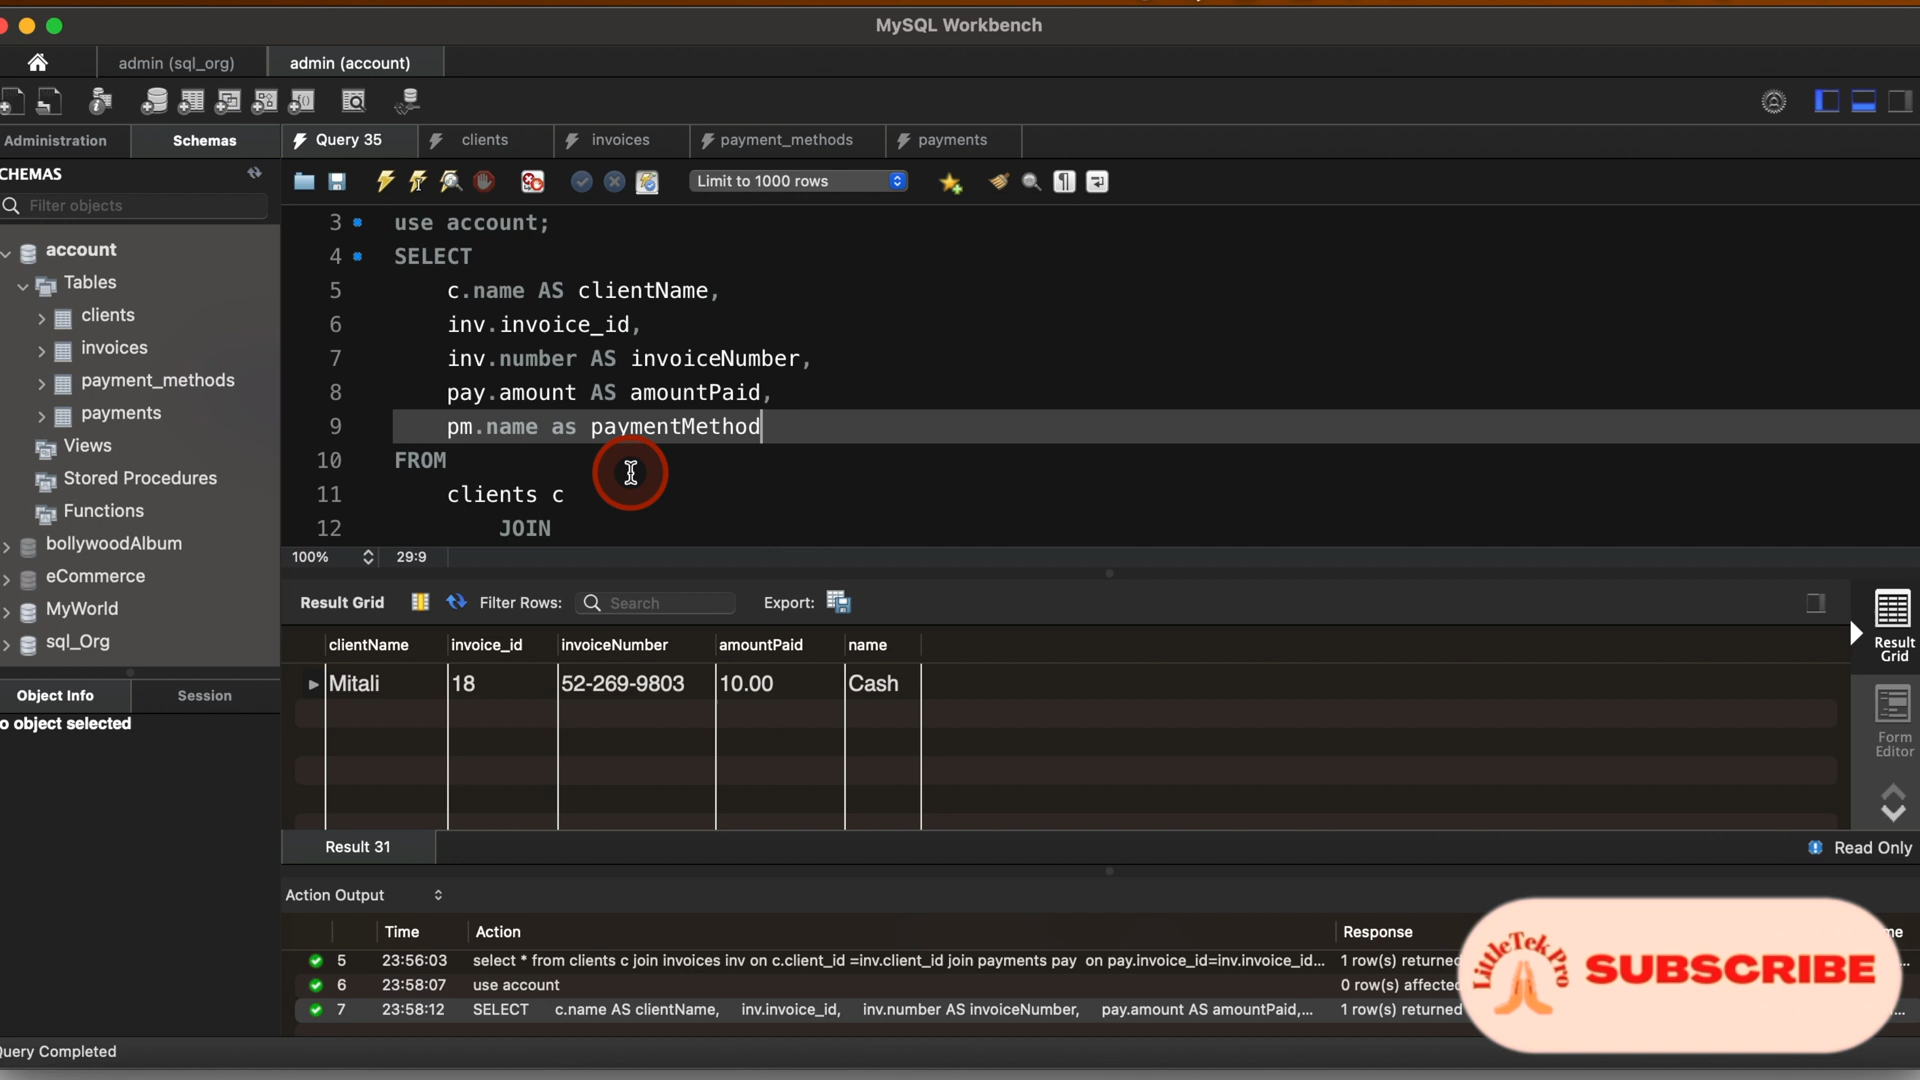 MySQL Workbench
admin (sql_org)
admin (account)
Administration
Schemas
Query 35
clients
invoices
payment_methods
payments
CHEMAS
Limit to 1000 rows
Filter objects
account
Tables
clients
invoices
payment_methods
payments
Views
Stored Procedures
Functions
bollywoodAlbum
eCommerce
MyWorld
sql_Org
Object Info
Session
o object selected
3 use account;
4 SELECT
5 c.name AS clientName,
6 inv.invoice_id,
7 inv.number AS invoiceNumber,
8 pay.amount AS amountPaid,
9 pm.name as paymentMethod
10 FROM
11 clients c
12 JOIN
100%
29:9
Result Grid
Filter Rows:
Search
Export:
clientName invoice_id invoiceNumber amountPaid name
Mitali 18 52-269-9803 10.00 Cash
Result
Grid
Form
Editor
Result 31
Read Only
Action Output
Time Action Response
5 23:56:03 select * from clients c join invoices inv on c.client_id =inv.client_id join payments pay on pay.invoice_id=inv.invoice_id... 1 row(s) returned
6 23:58:07 use account 0 row(s) affected
7 23:58:12 SELECT c.name AS clientName, inv.invoice_id, inv.number AS invoiceNumber, pay.amount AS amountPaid,... 1 row(s) returned
LittleTek Pro
SUBSCRIBE
Query Completed